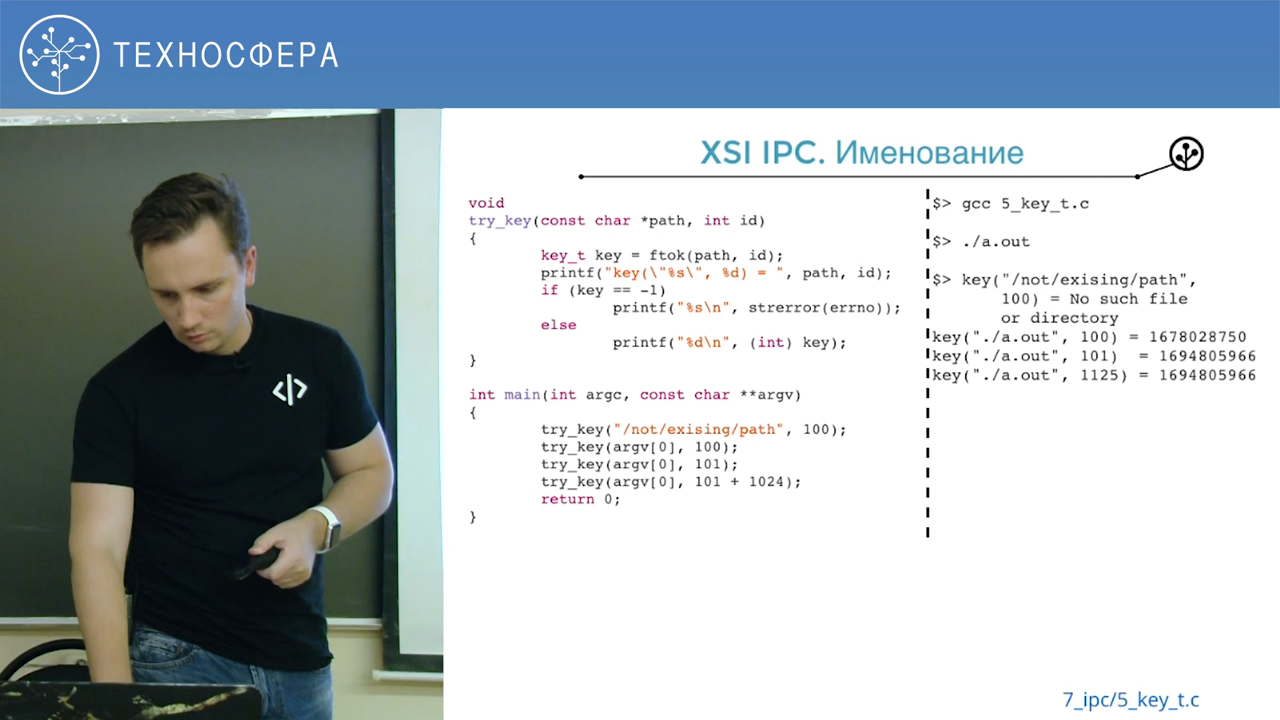 ТЕХНОСФЕРА
XSI IPC. Именование
void
try_key(const char *path, int id)
{
key_t key = ftok(path, id);
printf("key(\"%s\", %d) = ", path, id);
if (key == -1)
printf("%s\n", strerror(errno));
else
printf("%d\n", (int) key);
}
int main(int argc, const char **argv)
{
try_key("/not/exising/path", 100);
try_key(argv[0], 100);
try_key(argv[0], 101);
try_key(argv[0], 101 + 1024);
return 0;
}
$> gcc 5_key_t.c
$> ./a.out
$> key("/not/exising/path",
100) = No such file
or directory
key("./a.out", 100) = 1678028750
key("./a.out", 101) = 1694805966
key("./a.out", 1125) = 1694805966
</>
7_ipc/5_key_t.c